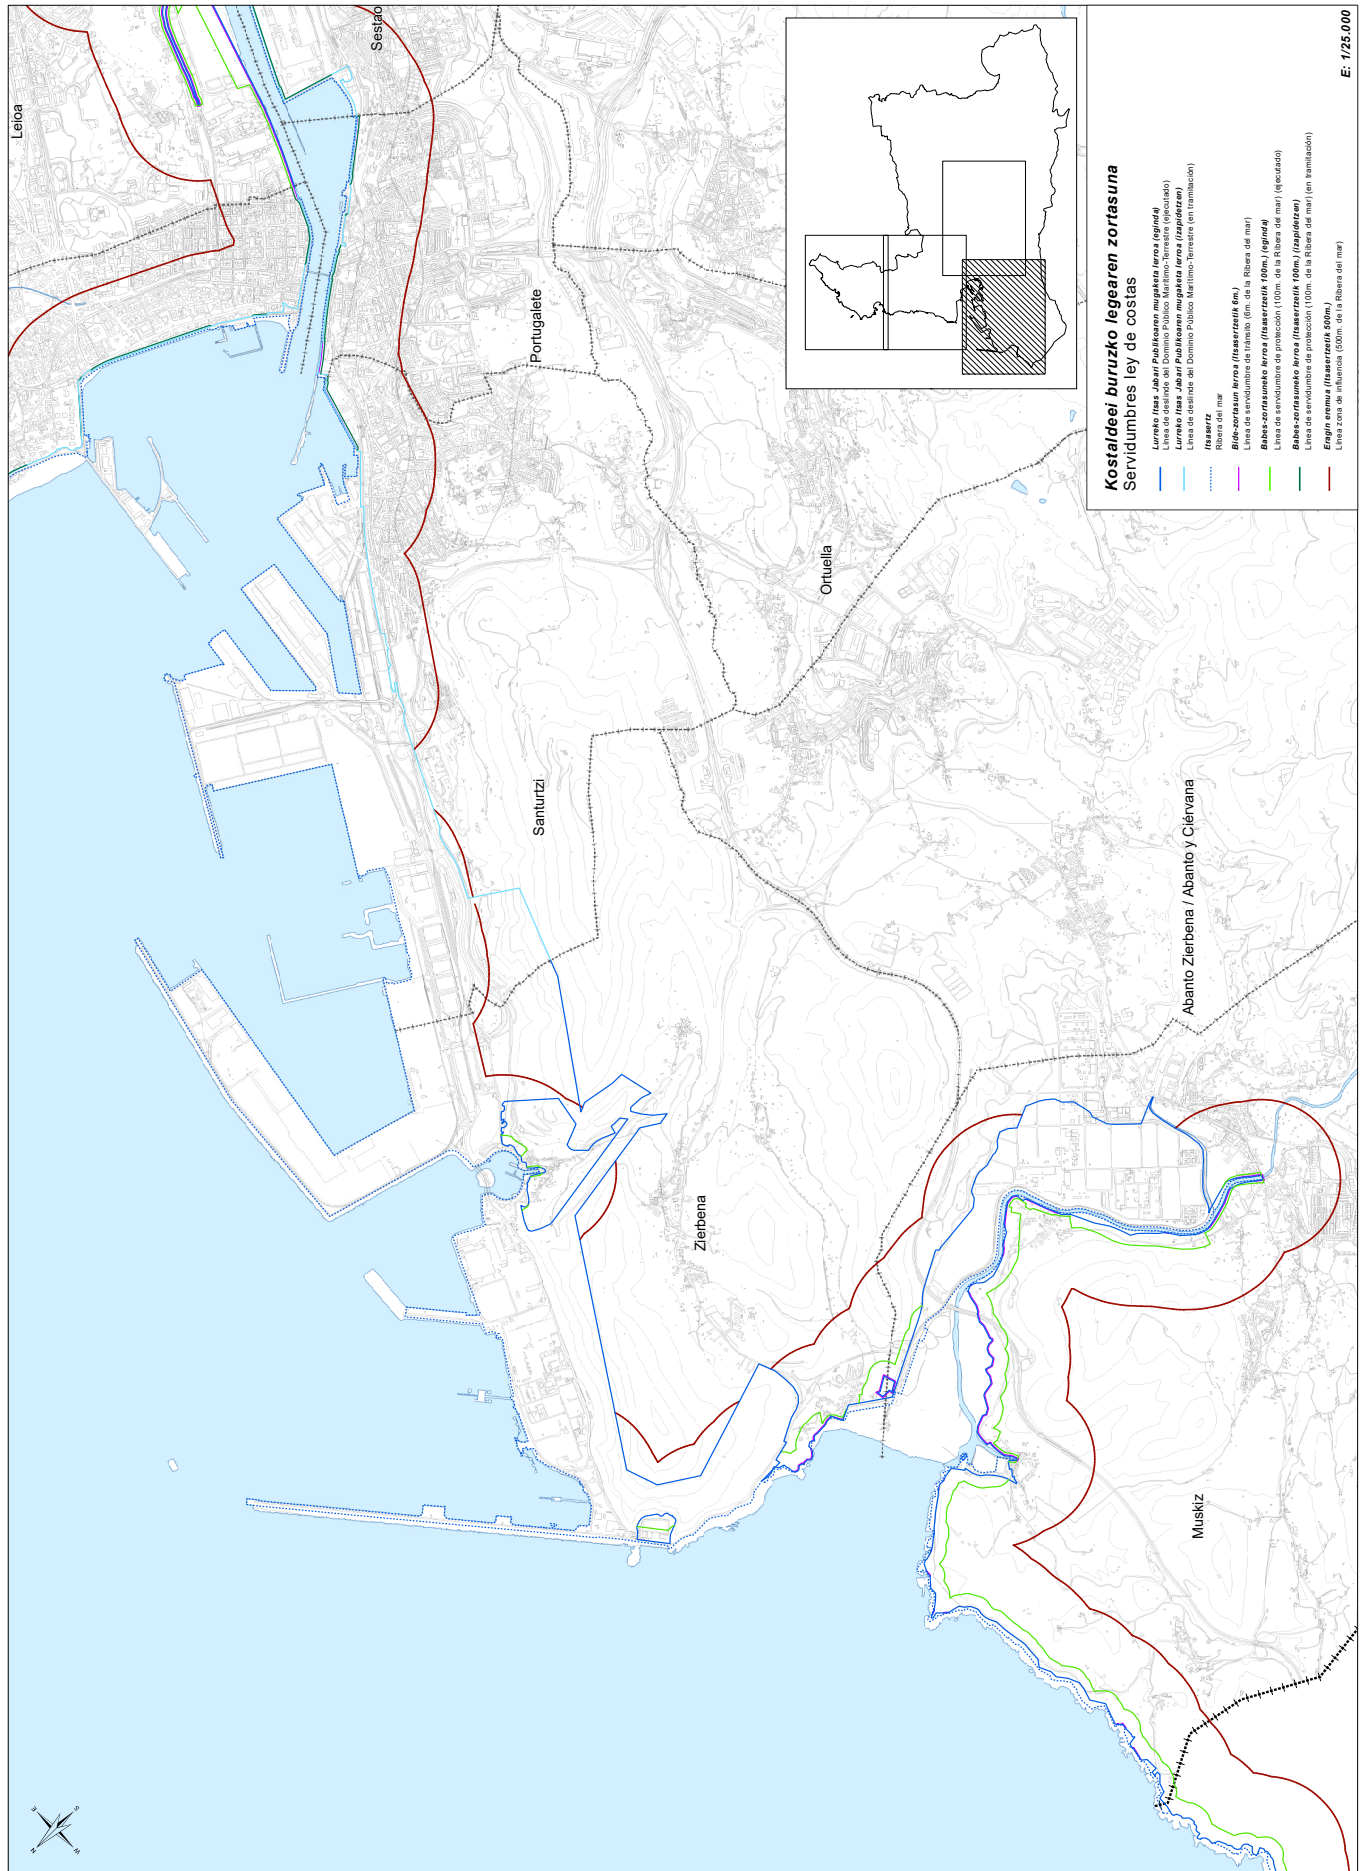 Leioa
Sestao
Portugalete
Ortuella
Santurtzi
Abanto Zierbena / Abanto y Ciérvana
Zierbena
Muskiz
N
E
S
W
Kostaldeei buruzko legearen zortasuna
Servidumbres ley de costas
Lurreko Itsas Jabari Publikoaren mugaketa lerroa (eginda)
Línea de deslinde del Dominio Público Marítimo-Terrestre (ejecutado)
Lurreko Itsas Jabari Publikoaren mugaketa lerroa (izapidetzen)
Línea de deslinde del Dominio Público Marítimo-Terrestre (en tramitación)
Itsasertz
Ribera del mar
Bide-zortasun lerroa (Itsasertzetik 6m.)
Línea de servidumbre de tránsito (6m. de la Ribera del mar)
Babes-zortasuneko lerroa (Itsasertzetik 100m.) (eginda)
Línea de servidumbre de protección (100m. de la Ribera del mar) (ejecutado)
Babes-zortasuneko lerroa (Itsasertzetik 100m.) (izapidetzen)
Línea de servidumbre de protección (100m. de la Ribera del mar) (en tramitación)
Eragin eremua (Itsasertzetik 500m.)
Línea zona de influencia (500m. de la Ribera del mar)
E: 1/25.000